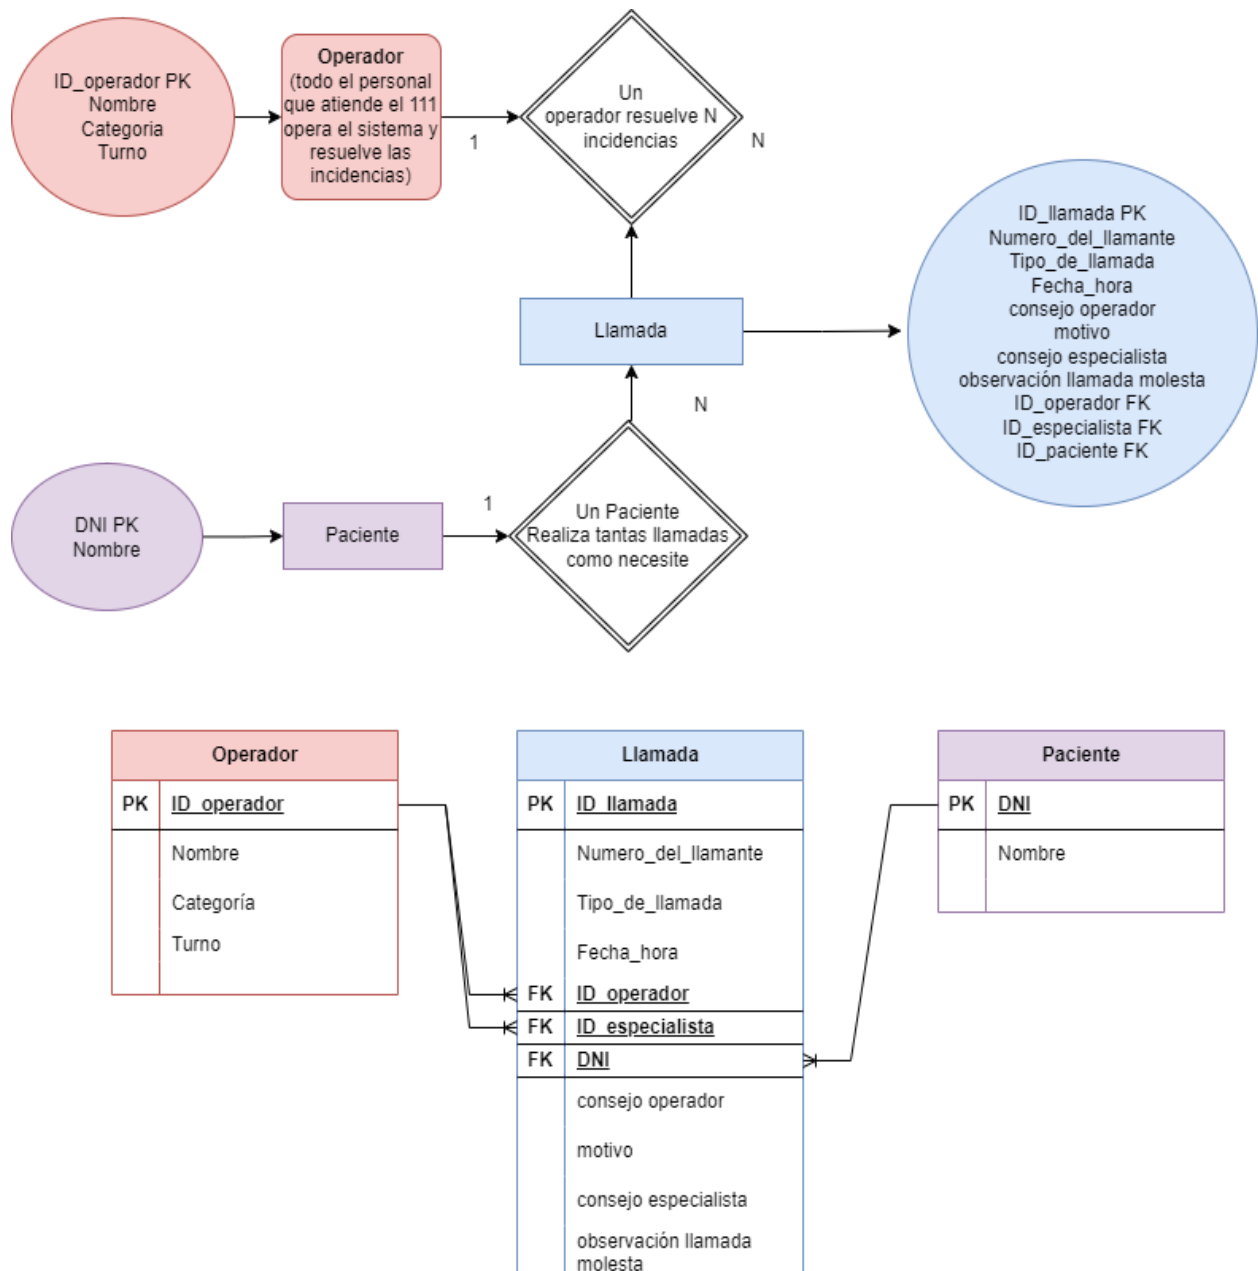 ID_operador PK
Nombre
Categoria
Turno
Operador
(todo el personal
que atiende el 111
opera el sistema y
resuelve las
incidencias)
1
Un
operador resuelve N
incidencias
N
Llamada
ID_llamada PK
Numero_del_llamante
Tipo_de_llamada
Fecha_hora
consejo operador
motivo
consejo especialista
observación llamada molesta
ID_operador FK
ID_especialista FK
ID_paciente FK
N
DNI PK
Nombre
Paciente
1
Un Paciente
Realiza tantas llamadas
como necesite
Operador
PK ID_operador
Nombre
Categoría
Turno
Llamada
PK ID_llamada
Numero_del_llamante
Tipo_de_llamada
Fecha_hora
FK ID_operador
FK ID_especialista
FK DNI
consejo operador
motivo
consejo especialista
observación llamada
molesta
Paciente
PK DNI
Nombre